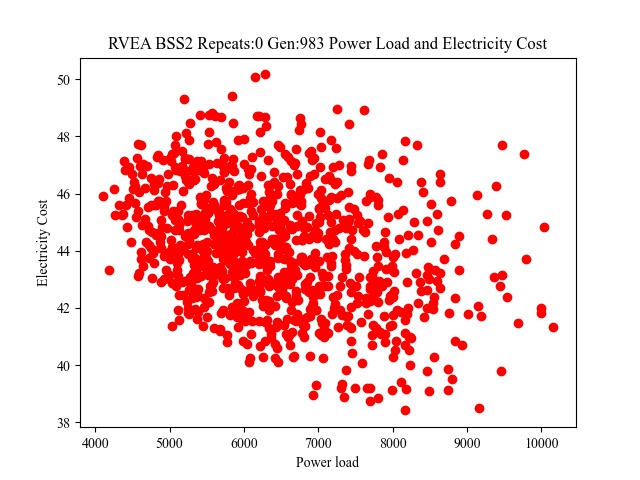 RVEA BSS2 Repeats:0 Gen:983 Power Load and Electricity Cost
50
48
46
44
42
40
38
Electricity Cost
4000 5000 6000 7000 8000 9000 10000
Power load